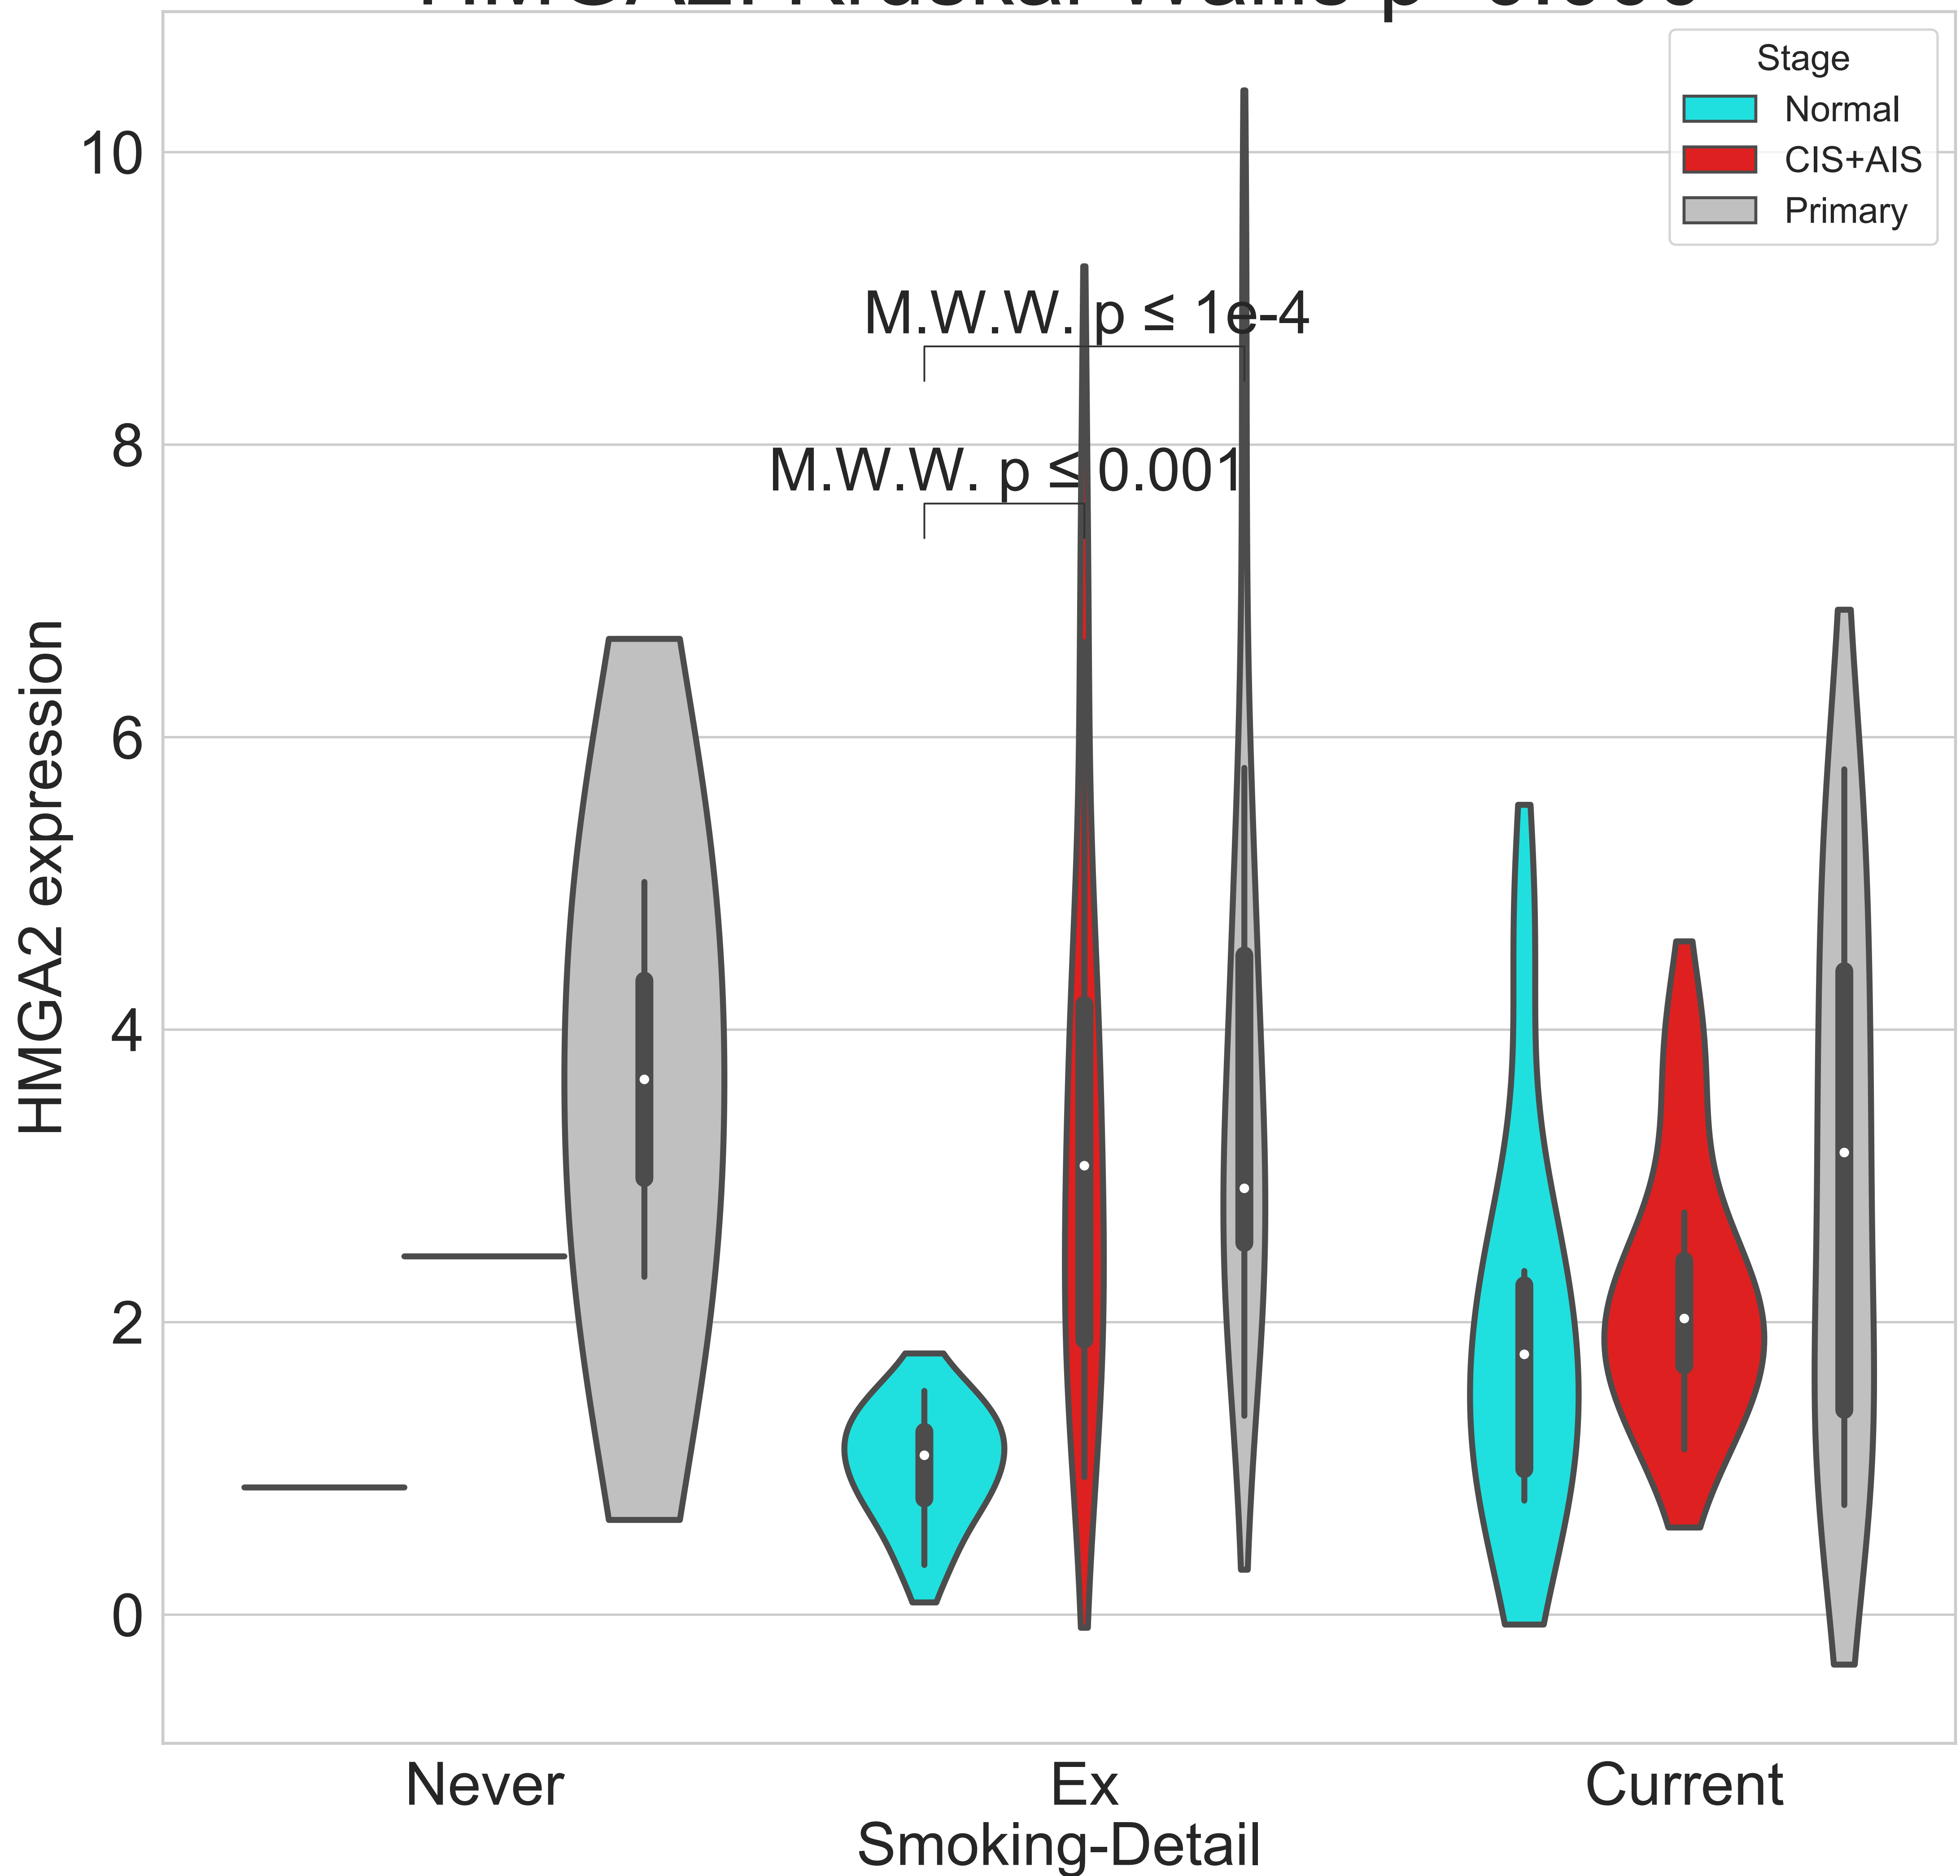 Stage
Normal
CIS+AIS
Primary
10
8
6
4
2
0
HMGA2 expression
M.W.W. p ≤ 1e-4
M.W.W. p ≤ 0.001
Never
Ex
Current
Smoking-Detail